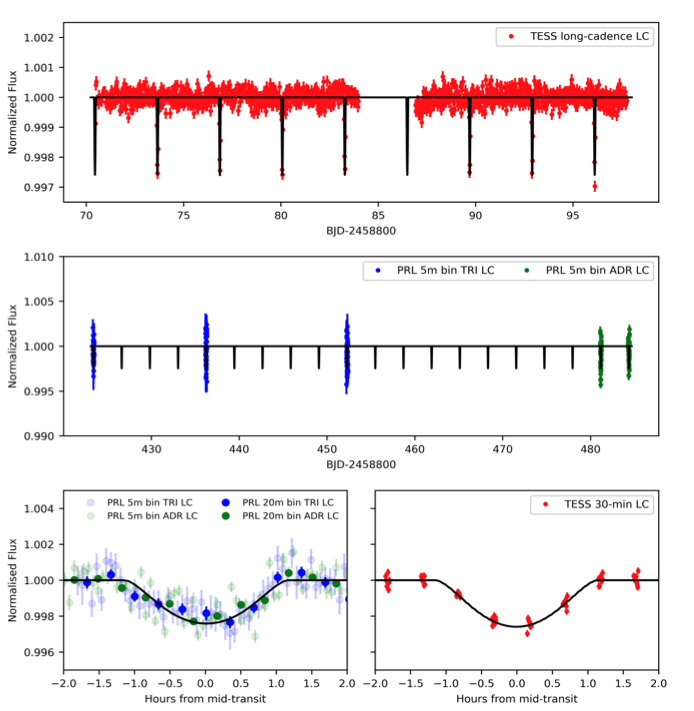 1.002
1.001
1.000
0.999
0.998
0.997
Normalized Flux
TESS long-cadence LC
70 75 80 85 90 95
BJD-2458800
1.010
1.005
1.000
0.995
0.990
Normalized Flux
PRL 5m bin TRI LC PRL 5m bin ADR LC
430 440 450 460 470 480
BJD-2458800
1.004
1.002
1.000
0.998
0.996
Normalised Flux
PRL 5m bin TRI LC PRL 20m bin TRI LC
PRL 5m bin ADR LC PRL 20m bin ADR LC
−2.0 −1.5 −1.0 −0.5 0.0 0.5 1.0 1.5 2.0
Hours from mid-transit
TESS 30-min LC
−2.0 −1.5 −1.0 −0.5 0.0 0.5 1.0 1.5 2.0
Hours from mid-transit